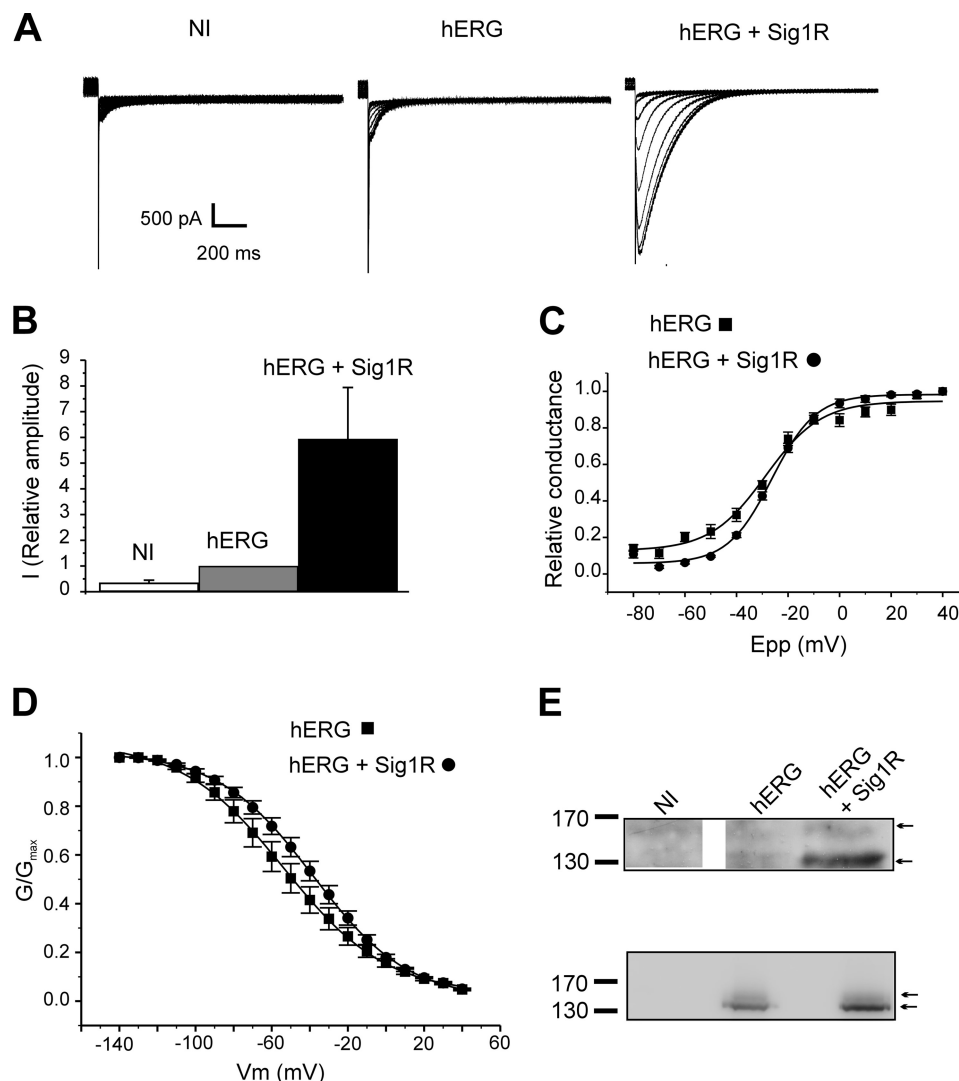 A
NI
hERG
hERG + Sig1R
500 pA
200 ms
B
I (Relative amplitude)
9
8
7
6
5
4
3
2
1
0
NI
hERG
hERG + Sig1R
C
hERG
hERG + Sig1R
Relative conductance
1.0
0.8
0.6
0.4
0.2
0.0
-80 -60 -40 -20 0 20 40
Epp (mV)
D
hERG
hERG + Sig1R
G/Gmax
1.0
0.8
0.6
0.4
0.2
0.0
-140 -100 -60 -20 20 60
Vm (mV)
E
NI
hERG
hERG
+ Sig1R
170
130
170
130